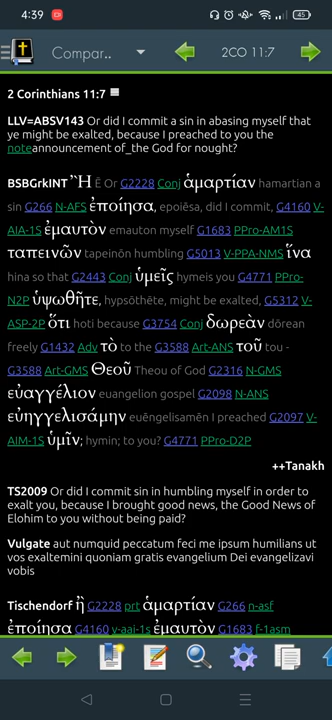 4:39
45
Compar..
2CO 11:7
2 Corinthians 11:7
LLV=ABSV143 Or did I commit a sin in abasing myself that
ye might be exalted, because I preached to you the
noteannouncement of_the God for nought?
BSBGrkINT Ἢ Ē Or G2228 Conj ἁμαρτίαν hamartian a
sin G266 N-AFS ἐποίησα, epoiēsa, did I commit, G4160 V-
AIA-1S ἐμαυτὸν emauton myself G1683 PPro-AM1S
ταπεινῶν tapeinōn humbling G5013 V-PPA-NMS ἵνα
hina so that G2443 Conj ὑμεῖς hymeis you G4771 PPro-
N2P ὑψωθῆτε, hypsōthēte, might be exalted, G5312 V-
ASP-2P ὅτι hoti because G3754 Conj δωρεὰν dōrean
freely G1432 Adv τὸ to the G3588 Art-ANS τοῦ tou -
G3588 Art-GMS Θεοῦ Theou of God G2316 N-GMS
εὐαγγέλιον euangelion gospel G2098 N-ANS
εὐηγγελισάμην euēngelisamēn I preached G2097 V-
AIM-1S ὑμῖν; hymin; to you? G4771 PPro-D2P
++Tanakh
TS2009 Or did I commit sin in humbling myself in order to
exalt you, because I brought good news, the Good News of
Elohim to you without being paid?
Vulgate aut numquid peccatum feci me ipsum humilians ut
vos exaltemini quoniam gratis evangelium Dei evangelizavi
vobis
Tischendorf ἢ G2228 prt ἁμαρτίαν G266 n-asf
ἐποίησα G4160 v-aai-1s ἐμαυτὸν G1683 f-1asm